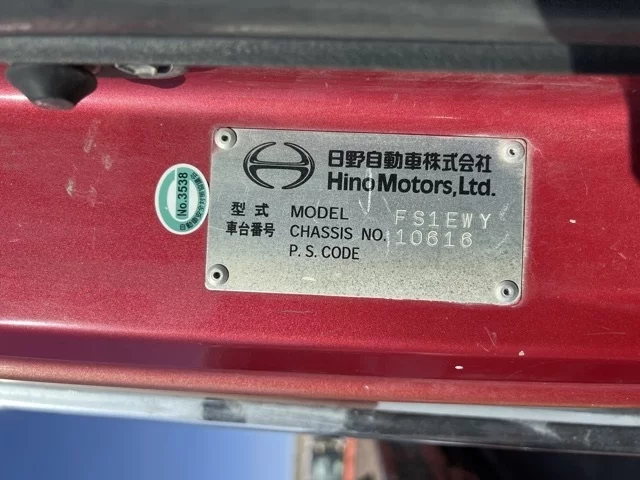 日野自動車株式会社
Hino Motors, Ltd.
型式 MODEL FS1EWY
車台番号 CHASSIS NO. 10616
P. S. CODE
No.3538